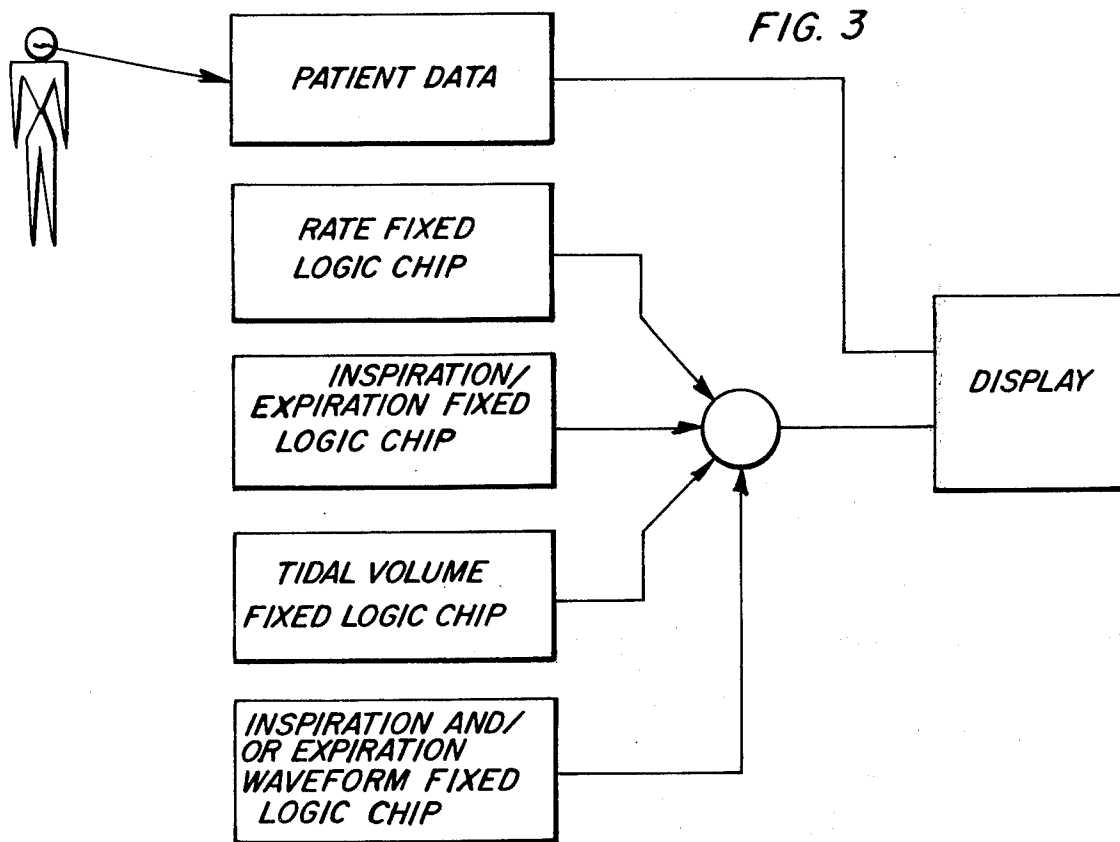 FIG. 3
PATIENT DATA
RATE FIXED
LOGIC CHIP
INSPIRATION/
EXPIRATION FIXED
LOGIC CHIP
DISPLAY
TIDAL VOLUME
FIXED LOGIC CHIP
INSPIRATION AND/
OR EXPIRATION
WAVEFORM FIXED
LOGIC CHIP